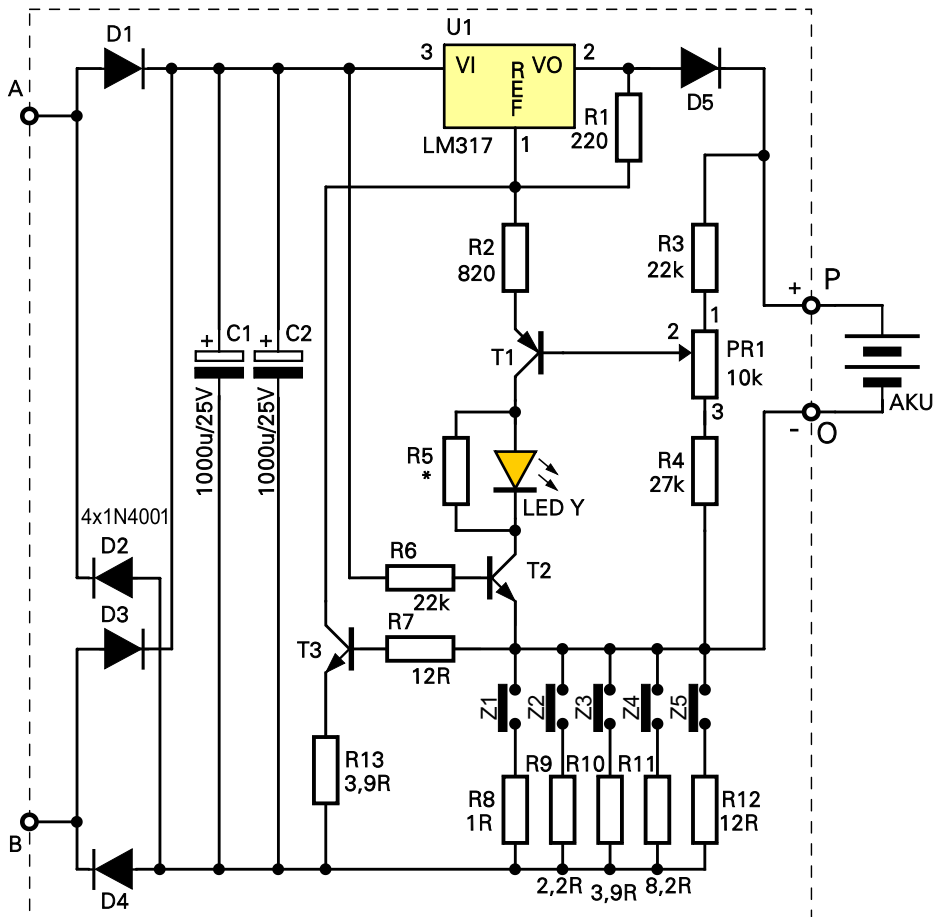 U1
D1
3
VI
REF
VO
2
A
D5
R1
220
LM317
1
R2
820
R3
22k
+
P
1
2
T1
PR1
10k
+
C1
+
C2
3
AKU
1000u/25V
1000u/25V
R5
*
-
O
R4
27k
LED Y
4x1N4001
D2
R6
22k
T2
D3
R7
12R
T3
Z1
Z2
Z3
Z4
Z5
R13
3,9R
R9
R10
R11
R8
1R
R12
12R
B
D4
2,2R
3,9R
8,2R